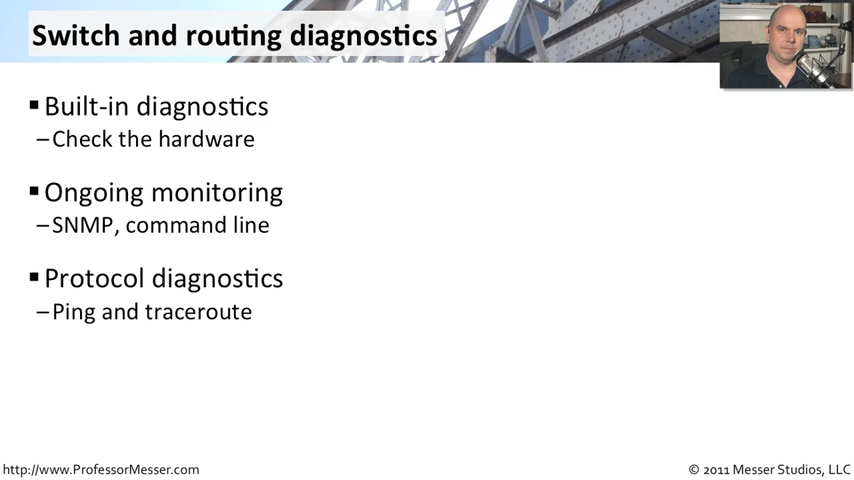 Switch and routing diagnostics
▪ Built-in diagnostics
– Check the hardware
▪ Ongoing monitoring
– SNMP, command line
▪ Protocol diagnostics
– Ping and traceroute
http://www.ProfessorMesser.com
© 2011 Messer Studios, LLC